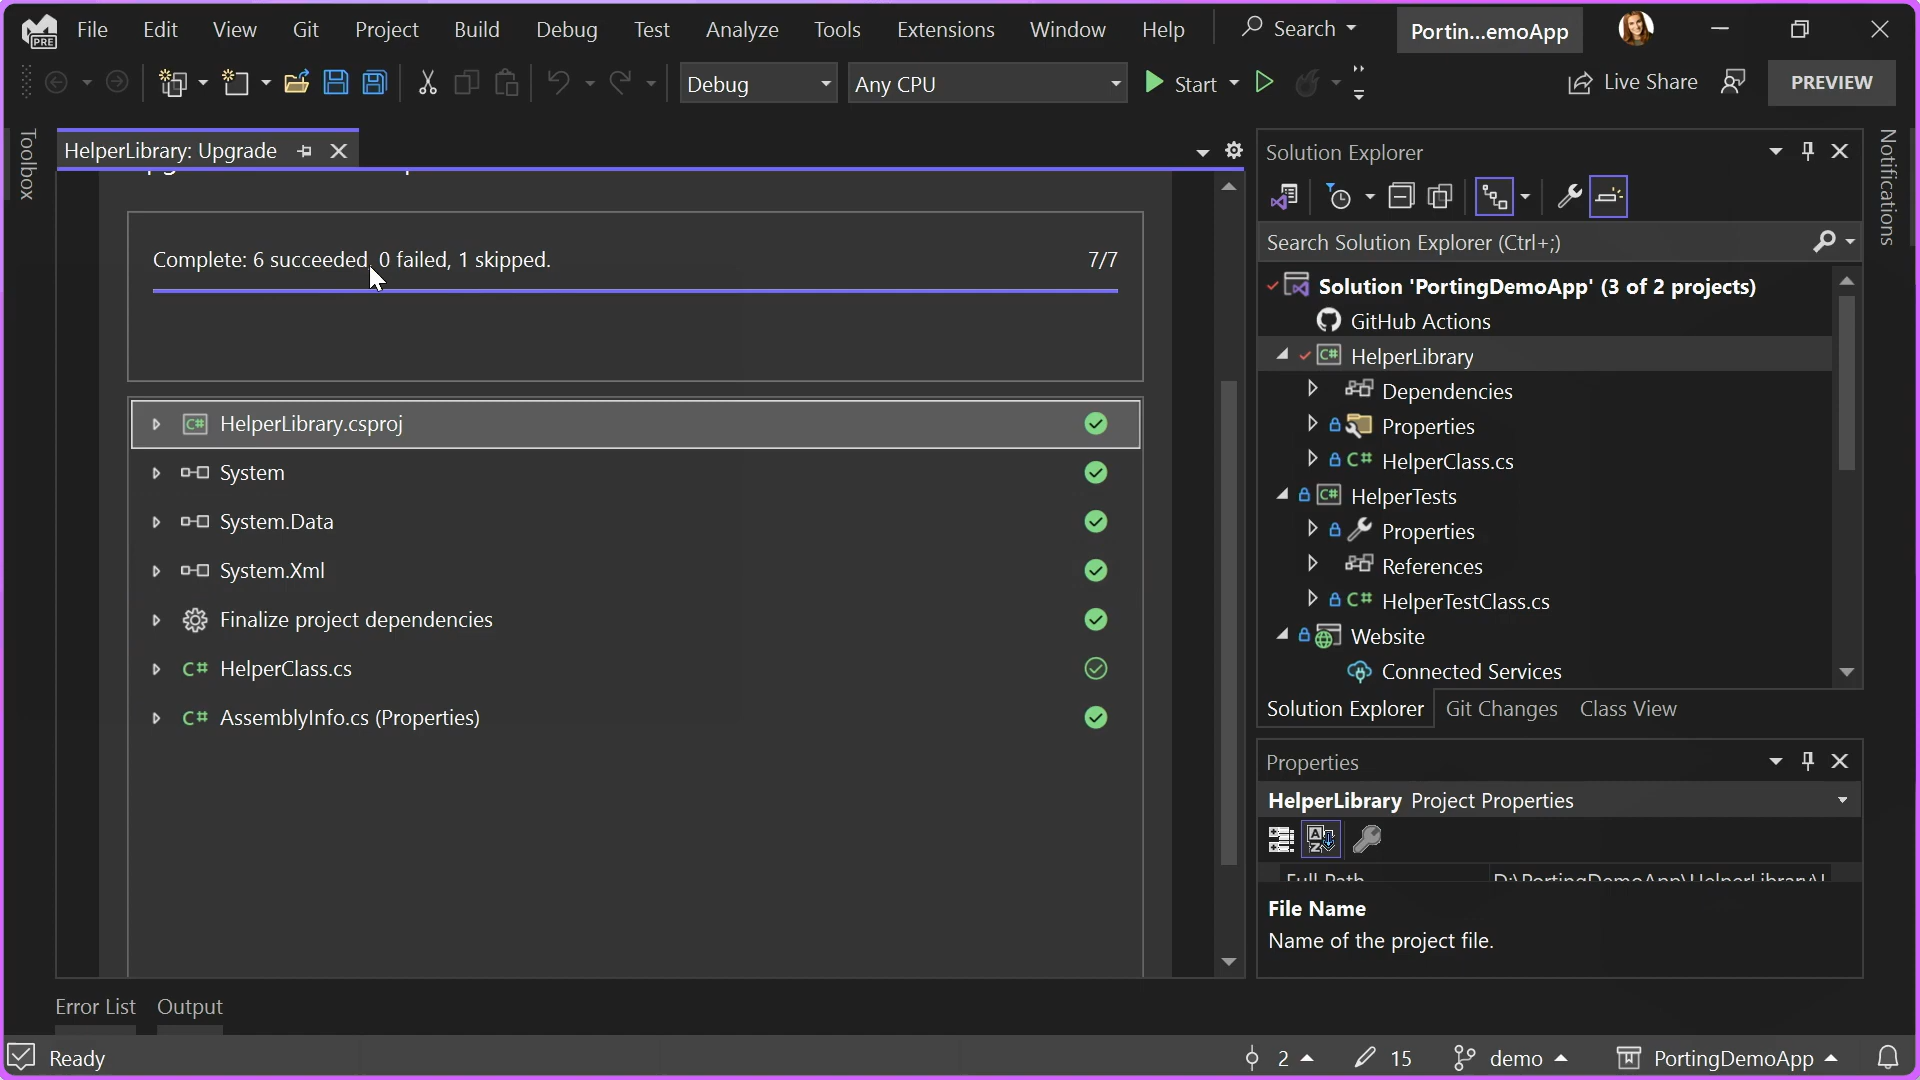 PRE
File Edit View Git Project Build Debug Test Analyze Tools Extensions Window Help Search Portin...emoApp
Debug Any CPU Start Live Share PREVIEW
Toolbox
HelperLibrary: Upgrade
Complete: 6 succeeded, 0 failed, 1 skipped. 7/7
C# HelperLibrary.csproj
System
System.Data
System.Xml
Finalize project dependencies
C# HelperClass.cs
C# AssemblyInfo.cs (Properties)
Solution Explorer
Search Solution Explorer (Ctrl+;)
Solution 'PortingDemoApp' (3 of 2 projects)
GitHub Actions
C# HelperLibrary
Dependencies
Properties
C# HelperClass.cs
C# HelperTests
Properties
References
C# HelperTestClass.cs
Website
Connected Services
Solution Explorer Git Changes Class View
Properties
HelperLibrary Project Properties
Full Path
File Name
Name of the project file.
Notifications
Error List Output
Ready 2 15 demo PortingDemoApp